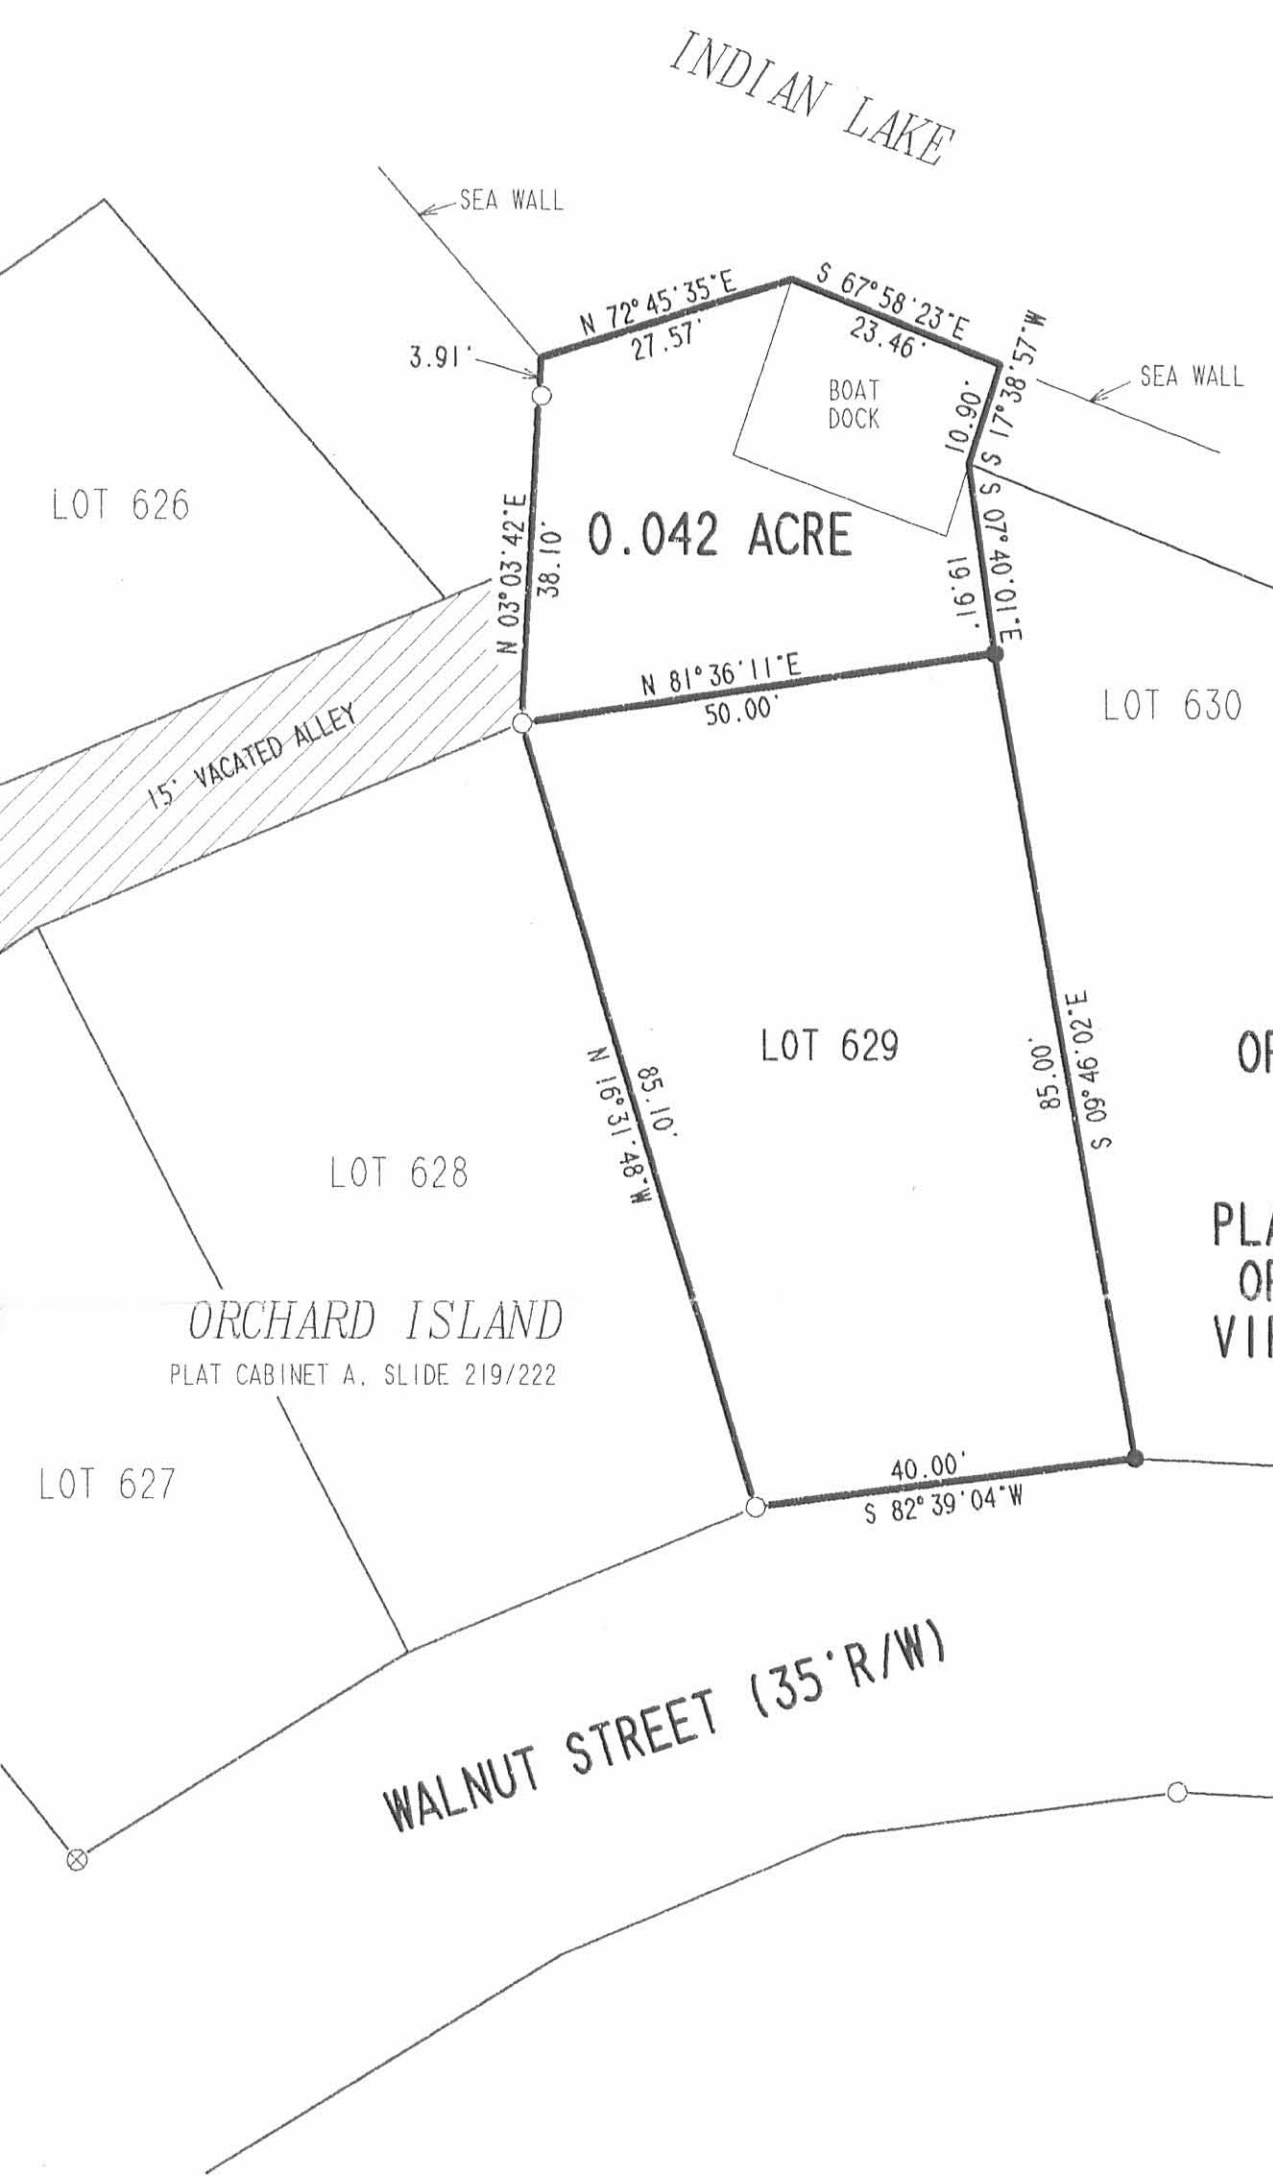 INDIAN LAKE
SEA WALL
N 72°45'35"E
27.57'
S 67°58'23"E
23.46'
3.91'
S 17°38'57"W
10.90'
SEA WALL
BOAT
DOCK
LOT 626
N 03°03'42"E
38.10'
0.042 ACRE
S 07°40'01"E
19.91'
N 81°36'11"E
50.00'
LOT 630
15' VACATED ALLEY
LOT 629
S 09°46'02"E
85.00'
N 16°31'48"W
85.10'
LOT 628
ORCHARD ISLAND
PLAT CABINET A, SLIDE 219/222
LOT 627
40.00'
S 82°39'04"W
WALNUT STREET (35'R/W)